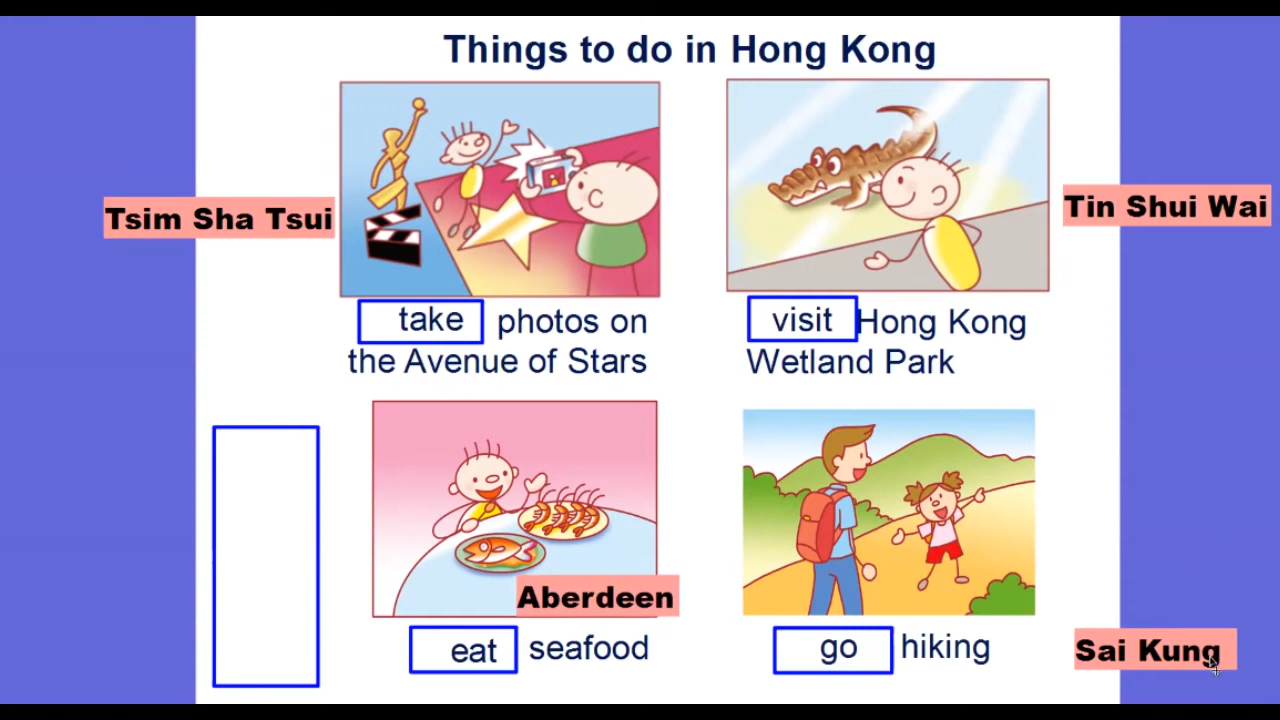 Things to do in Hong Kong
Tsim Sha Tsui
Tin Shui Wai
take photos on
the Avenue of Stars
visit Hong Kong
Wetland Park
Aberdeen
eat seafood
go hiking
Sai Kung